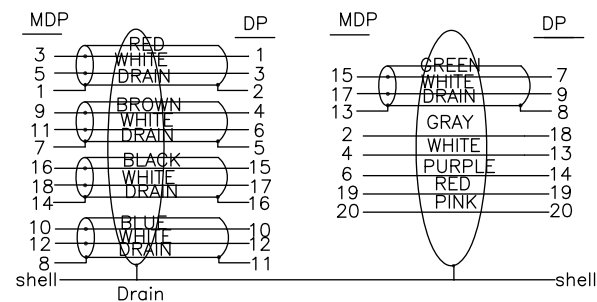 MDP DP
3 RED 1
5 WHITE 3
1 DRAIN 2
9 BROWN 4
11 WHITE 6
7 DRAIN 5
16 BLACK 15
18 WHITE 17
14 DRAIN 16
10 BLUE 10
12 WHITE 12
8 DRAIN 11
MDP DP
15 GREEN 7
17 WHITE 9
13 DRAIN 8
2 GRAY 18
4 WHITE 13
6 PURPLE 14
19 RED 19
20 PINK 20
shell shell
Drain